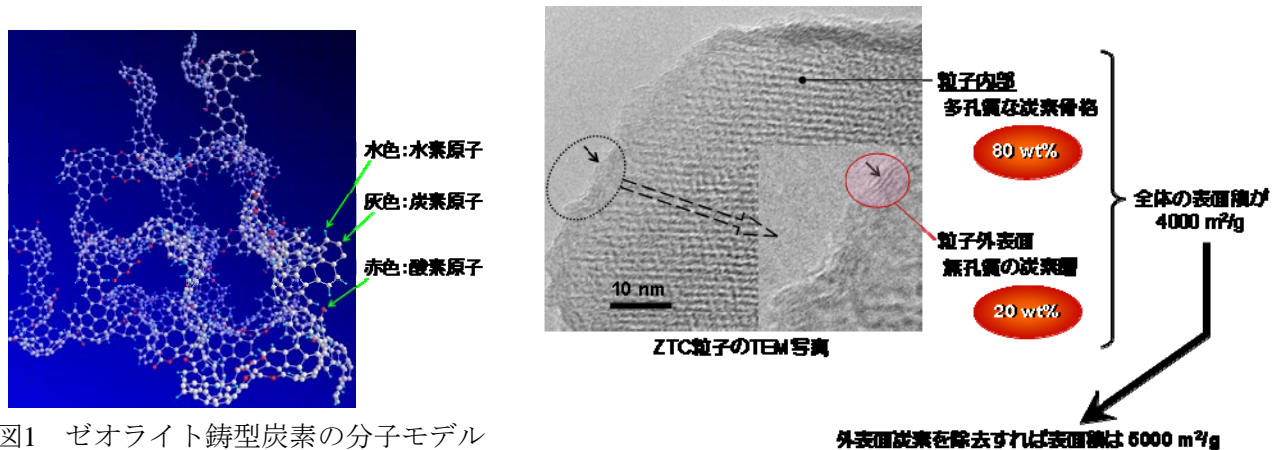 水色:水素原子
灰色:炭素原子
赤色:酸素原子
図1 ゼオライト鋳型炭素の分子モデル
10 nm
ZTC粒子のTEM写真
粒子内部
多孔質な炭素骨格
80 wt%
粒子外表面
無孔質の炭素層
20 wt%
全体の表面積が
4000 m²/g
外表面炭素を除去すれば表面積は 5000 m²/g